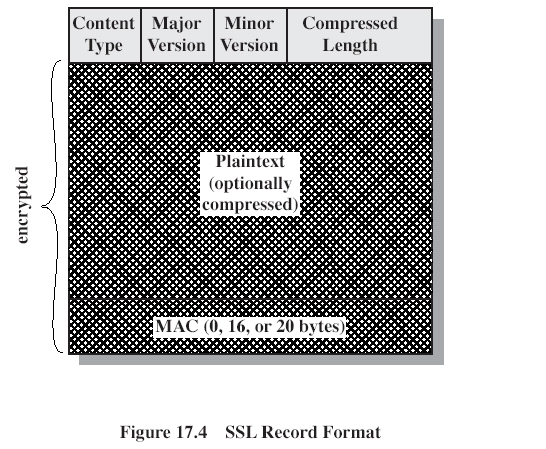 Content Type
Major Version
Minor Version
Compressed Length
encrypted
Plaintext
(optionally
compressed)
MAC (0, 16, or 20 bytes)
Figure 17.4 SSL Record Format